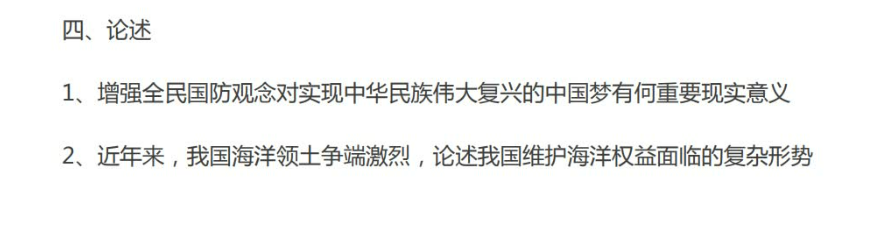 四、论述
1、增强全民国防观念对实现中华民族伟大复兴的中国梦有何重要现实意义
2、近年来，我国海洋领土争端激烈，论述我国维护海洋权益面临的复杂形势